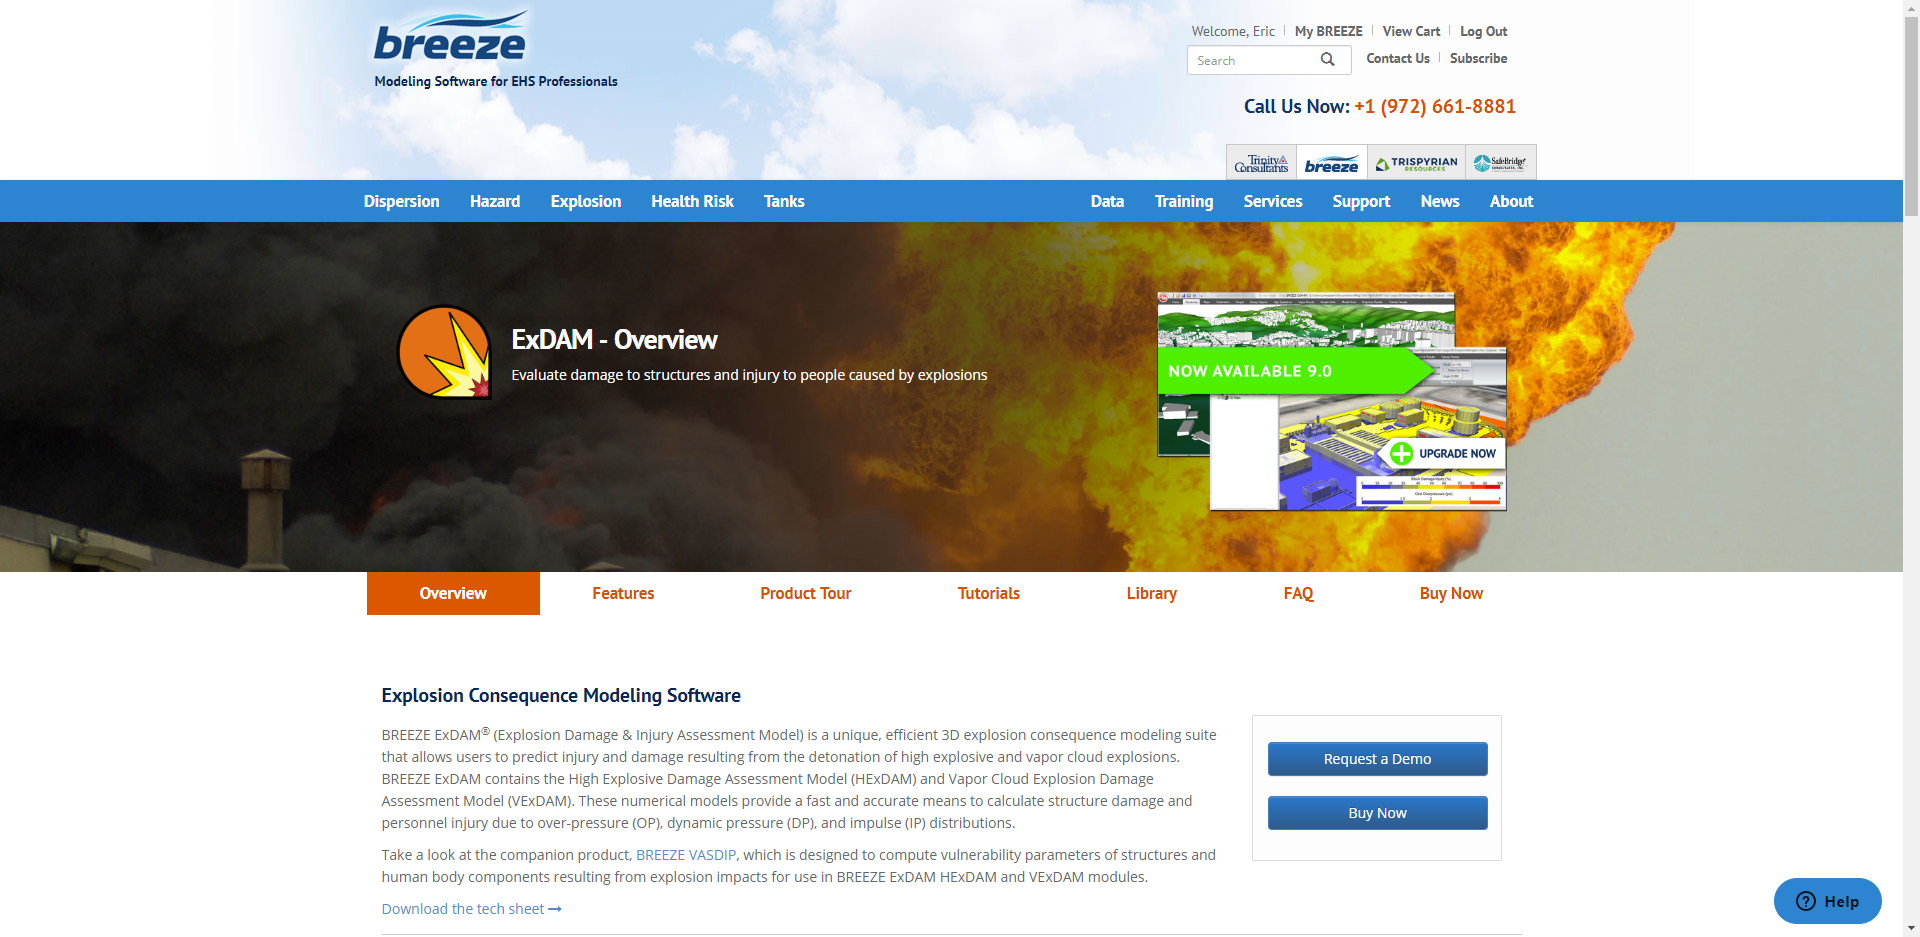 breeze
Modeling Software for EHS Professionals
Welcome, Eric
My BREEZE
View Cart
Log Out
Search
Contact Us
Subscribe
Call Us Now: +1 (972) 661-8881
Trinity Consultants
breeze
TRISPYRIAN
RESOURCES
SafeBridge
Dispersion
Hazard
Explosion
Health Risk
Tanks
Data
Training
Services
Support
News
About
ExDAM - Overview
Evaluate damage to structures and injury to people caused by explosions
NOW AVAILABLE 9.0
UPGRADE NOW
Overview
Features
Product Tour
Tutorials
Library
FAQ
Buy Now
Explosion Consequence Modeling Software
BREEZE ExDAM® (Explosion Damage & Injury Assessment Model) is a unique, efficient 3D explosion consequence modeling suite
that allows users to predict injury and damage resulting from the detonation of high explosive and vapor cloud explosions.
BREEZE ExDAM contains the High Explosive Damage Assessment Model (HExDAM) and Vapor Cloud Explosion Damage
Assessment Model (VExDAM). These numerical models provide a fast and accurate means to calculate structure damage and
personnel injury due to over-pressure (OP), dynamic pressure (DP), and impulse (IP) distributions.
Take a look at the companion product, BREEZE VASDIP, which is designed to compute vulnerability parameters of structures and
human body components resulting from explosion impacts for use in BREEZE ExDAM HExDAM and VExDAM modules.
Download the tech sheet
Request a Demo
Buy Now
Help